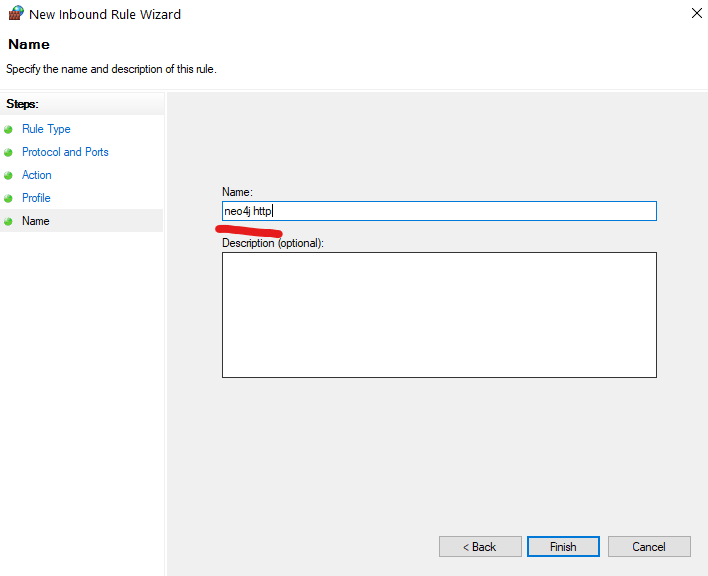 New Inbound Rule Wizard
Name
Specify the name and description of this rule.
Steps:
Rule Type
Protocol and Ports
Action
Profile
Name
Name:
neo4j http
Description (optional):
< Back
Finish
Cancel